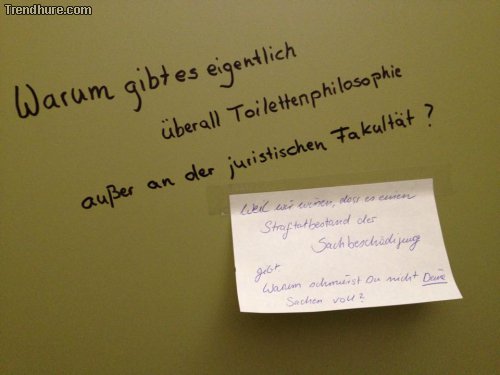 Trendhure.com
Warum gibt es eigentlich
überall Toilettenphilosophie
außer an der juristischen Fakultät?
Weil wir wissen, dass es einen
Straftatbestand der
Sachbeschädigung
gibt
Warum schmierst Du nicht Deine
Sachen voll?